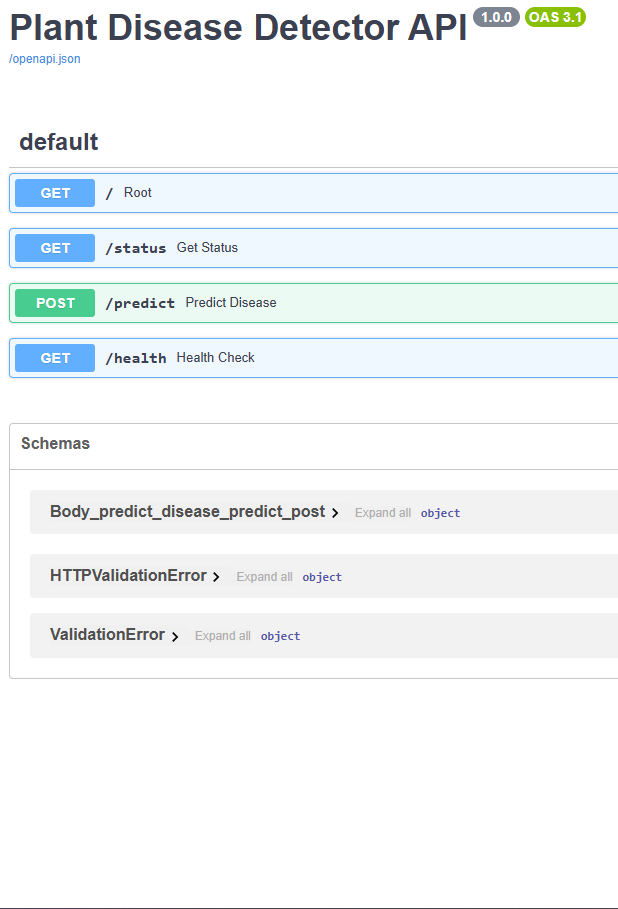 Plant Disease Detector API 1.0.0 OAS 3.1
/openapi.json
default
GET / Root
GET /status Get Status
POST /predict Predict Disease
GET /health Health Check
Schemas
Body_predict_disease_predict_post Expand all object
HTTPValidationError Expand all object
ValidationError Expand all object